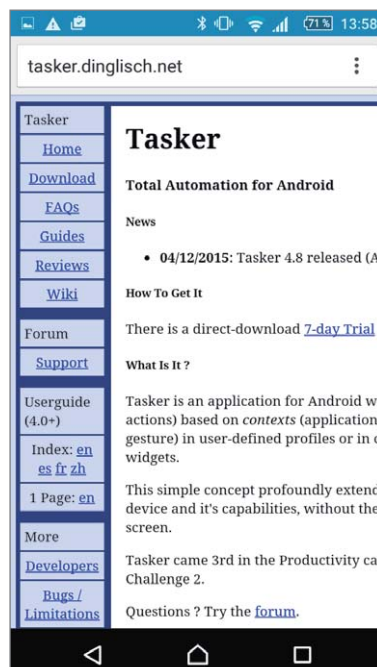 71% 13:58
tasker.dinglisch.net
Tasker
Home
Download
FAQs
Guides
Reviews
Wiki
Forum
Support
Userguide
(4.0+)
Index: en
es fr zh
1 Page: en
More
Developers
Bugs /
Limitations
Tasker
Total Automation for Android
News
• 04/12/2015: Tasker 4.8 released (A
How To Get It
There is a direct-download 7-day Trial
What Is It ?
Tasker is an application for Android w
actions) based on contexts (application
gesture) in user-defined profiles or in c
widgets.
This simple concept profoundly extend
device and it's capabilities, without the
screen.
Tasker came 3rd in the Productivity ca
Challenge 2.
Questions ? Try the forum.